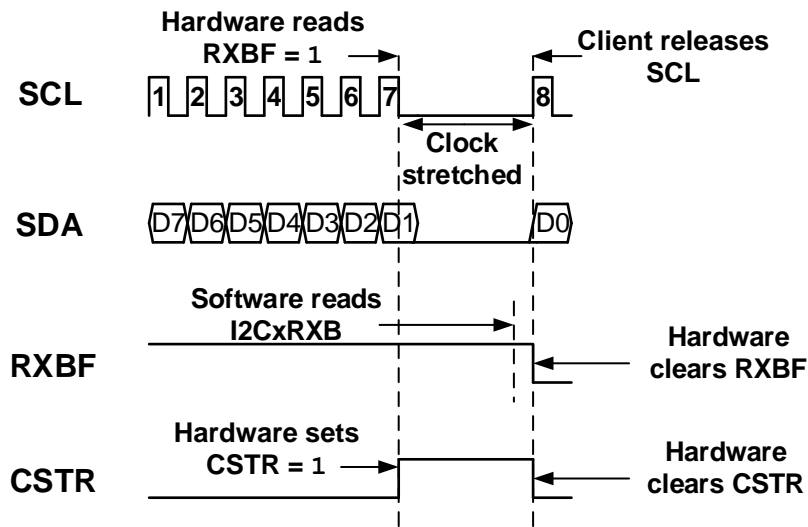 Hardware reads
RXBF = 1
Client releases
SCL
SCL
1 2 3 4 5 6 7 8
Clock
stretched
SDA
D7 D6 D5 D4 D3 D2 D1 D0
Software reads
I2CxRXB
RXBF
Hardware
clears RXBF
Hardware sets
CSTR = 1
CSTR
Hardware
clears CSTR